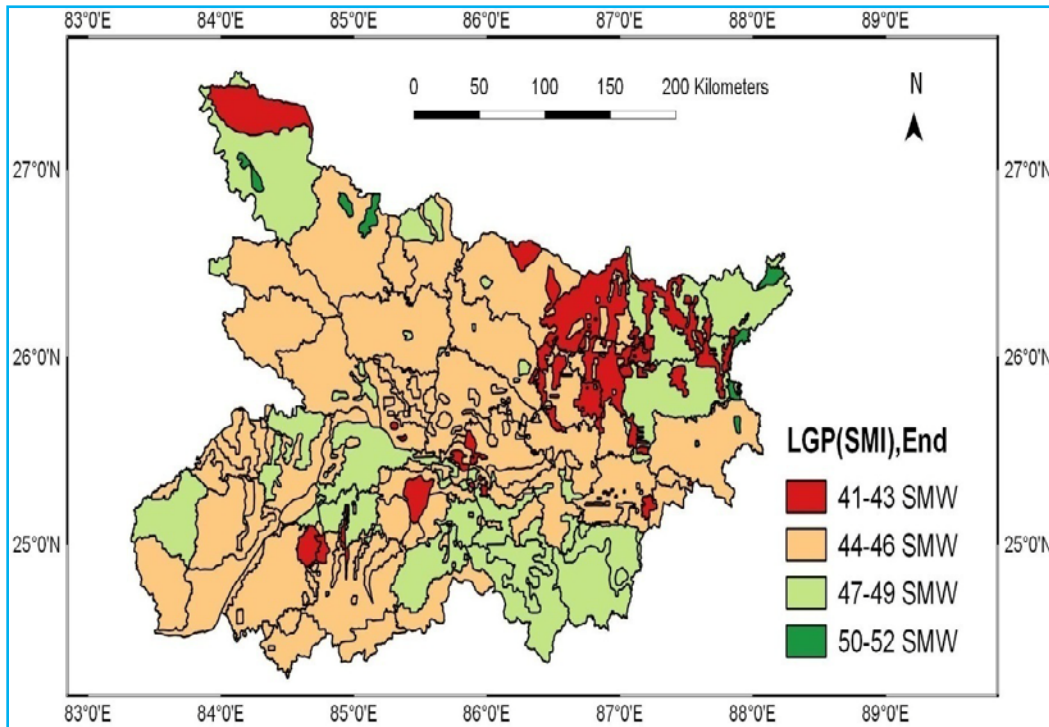 83°0'E 84°0'E 85°0'E 86°0'E 87°0'E 88°0'E 89°0'E
0 50 100 150 200 Kilometers
N
27°0'N 27°0'N
26°0'N 26°0'N
LGP(SMI),End
41-43 SMW
44-46 SMW
25°0'N 25°0'N
47-49 SMW
50-52 SMW
83°0'E 84°0'E 85°0'E 86°0'E 87°0'E 88°0'E 89°0'E